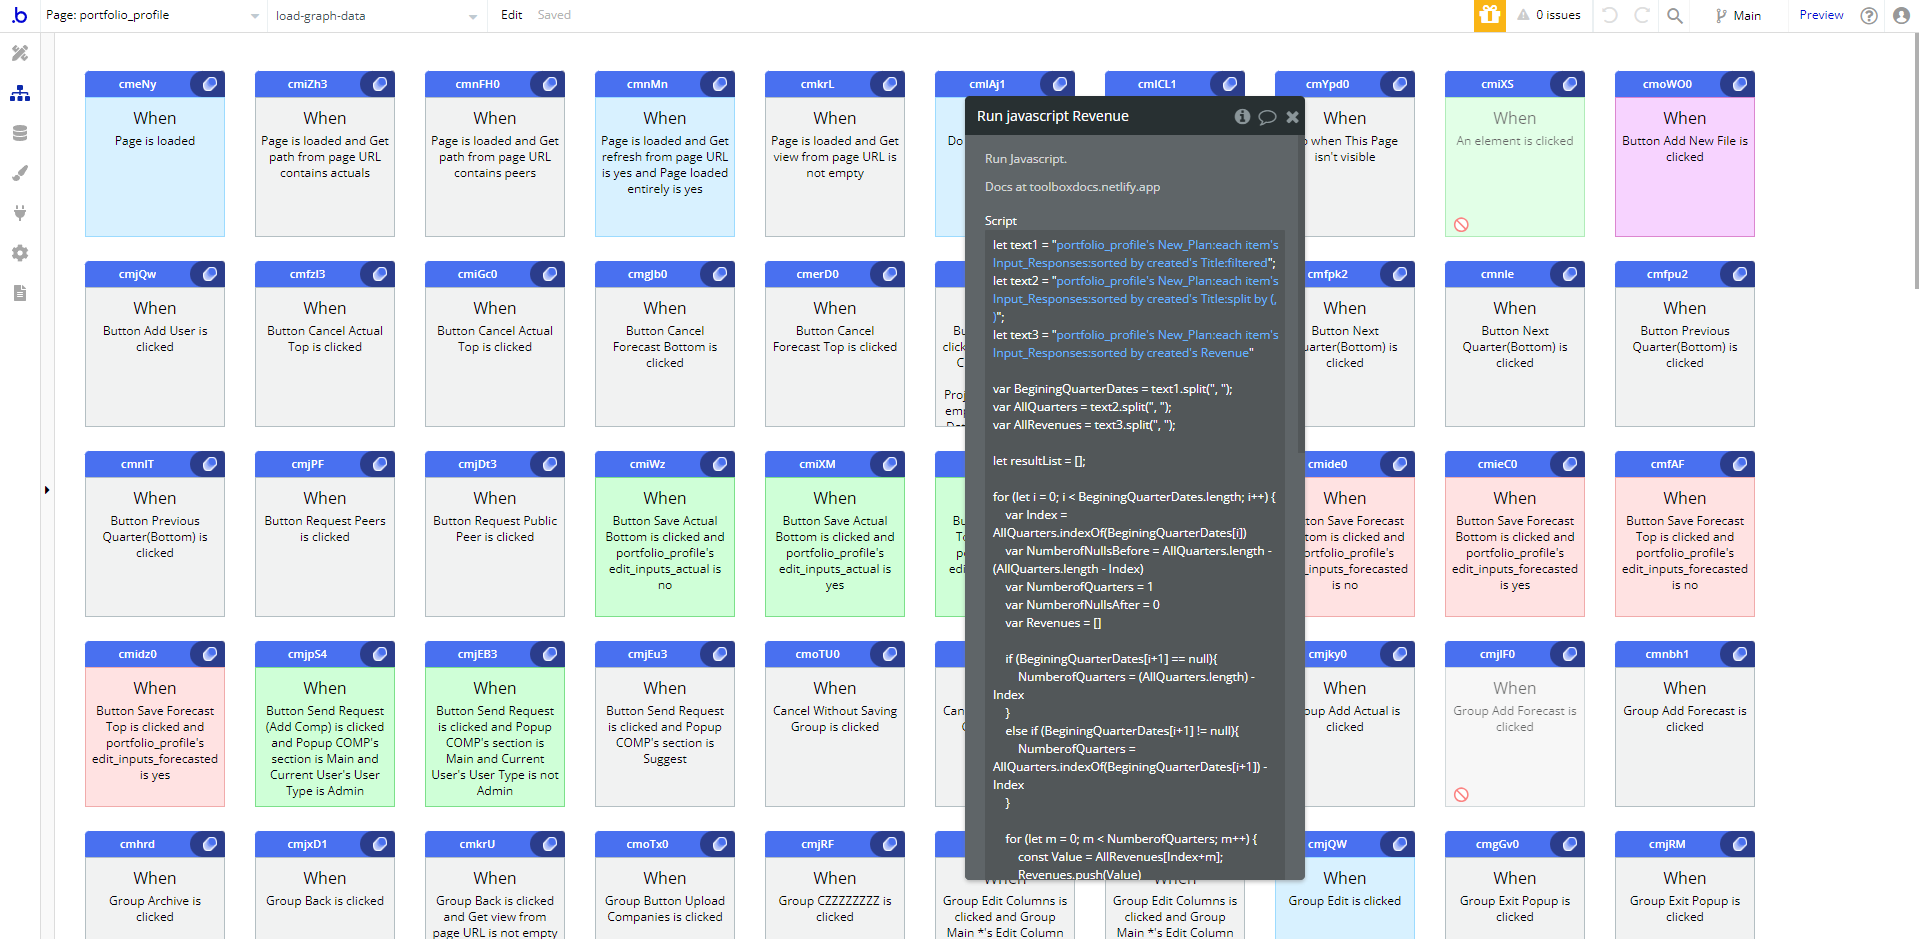 b Page: portfolio_profile load-graph-data Edit Saved 0 issues Main Preview
cmeNy cmiZh3 cmnFH0 cmnMn cmkrL cmlAj1 cmlCL1 cmYpd0 cmiXS cmoWO0
When
Page is loaded
When
Page is loaded and Get
path from page URL
contains actuals
When
Page is loaded and Get
path from page URL
contains peers
When
Page is loaded and Get
refresh from page URL
is yes and Page loaded
entirely is yes
When
Page is loaded and Get
view from page URL is
not empty
Do
When
when This Page
isn't visible
When
An element is clicked
When
Button Add New File is
clicked
Run javascript Revenue
Run Javascript.
Docs at toolboxdocs.netlify.app
Script
let text1 = "portfolio_profile's New_Plan:each item's
Input_Responses:sorted by created's Title:filtered";
let text2 = "portfolio_profile's New_Plan:each item's
Input_Responses:sorted by created's Title:split by (,
)";
let text3 = "portfolio_profile's New_Plan:each item's
Input_Responses:sorted by created's Revenue"
var BeginingQuarterDates = text1.split(", ");
var AllQuarters = text2.split(", ");
var AllRevenues = text3.split(", ");
let resultList = [];
for (let i = 0; i < BeginingQuarterDates.length; i++) {
var Index =
AllQuarters.indexOf(BeginingQuarterDates[i])
var NumberofNullsBefore = AllQuarters.length -
(AllQuarters.length - Index)
var NumberofQuarters = 1
var NumberofNullsAfter = 0
var Revenues = []
if (BeginingQuarterDates[i+1] == null){
NumberofQuarters = (AllQuarters.length) -
Index
}
else if (BeginingQuarterDates[i+1] != null){
NumberofQuarters =
AllQuarters.indexOf(BeginingQuarterDates[i+1]) -
Index
}
for (let m = 0; m < NumberofQuarters; m++) {
const Value = AllRevenues[Index+m];
Revenues.push(Value)
cmjQw cmfzI3 cmiGc0 cmgJb0 cmerD0 cmfpk2 cmnle cmfpu2
When
Button Add User is
clicked
When
Button Cancel Actual
Top is clicked
When
Button Cancel Actual
Top is clicked
When
Button Cancel
Forecast Bottom is
clicked
When
Button Cancel
Forecast Top is clicked
When
Button Next
Quarter(Bottom) is
clicked
When
Button Next
Quarter(Bottom) is
clicked
When
Button Previous
Quarter(Bottom) is
clicked
cmnIT cmjPF cmjDt3 cmiWz cmiXM cmide0 cmieC0 cmfAF
When
Button Previous
Quarter(Bottom) is
clicked
When
Button Request Peers
is clicked
When
Button Request Public
Peer is clicked
When
Button Save Actual
Bottom is clicked and
portfolio_profile's
edit_inputs_actual is
no
When
Button Save Actual
Bottom is clicked and
portfolio_profile's
edit_inputs_actual is
yes
When
Button Save Forecast
tom is clicked and
ortfolio_profile's
_inputs_forecasted
is no
When
Button Save Forecast
Bottom is clicked and
portfolio_profile's
edit_inputs_forecasted
is yes
When
Button Save Forecast
Top is clicked and
portfolio_profile's
edit_inputs_forecasted
is no
cmidz0 cmjpS4 cmjEB3 cmjEu3 cmoTU0 cmjky0 cmjIF0 cmnbh1
When
Button Save Forecast
Top is clicked and
portfolio_profile's
edit_inputs_forecasted
is yes
When
Button Send Request
(Add Comp) is clicked
and Popup COMP's
section is Main and
Current User's User
Type is Admin
When
Button Send Request
is clicked and Popup
COMP's section is
Main and Current
User's User Type is not
Admin
When
Button Send Request
is clicked and Popup
COMP's section is
Suggest
When
Cancel Without Saving
Group is clicked
Can
When
oup Add Actual is
clicked
When
Group Add Forecast is
clicked
When
Group Add Forecast is
clicked
cmhrd cmjxD1 cmkrU cmoTx0 cmjRF cmjQW cmgGv0 cmjRM
When
Group Archive is
clicked
When
Group Back is clicked
When
Group Back is clicked
and Get view from
page URL is not empty
When
Group Button Upload
Companies is clicked
When
Group CZZZZZZZZ is
clicked
When
Group Edit Columns is
clicked and Group
Main *'s Edit Column
When
Group Edit Columns is
clicked and Group
Main *'s Edit Column
When
Group Edit is clicked
When
Group Exit Popup is
clicked
When
Group Exit Popup is
clicked